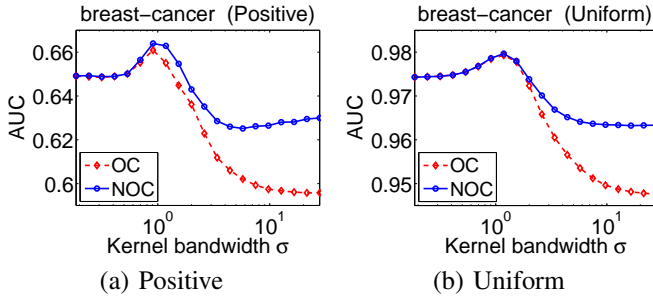 breast-cancer (Positive)
0.66
0.64
0.62
0.6
AUC
OC
NOC
10^0
10^1
Kernel bandwidth σ
(a) Positive
breast-cancer (Uniform)
0.98
0.97
0.96
0.95
AUC
OC
NOC
10^0
10^1
Kernel bandwidth σ
(b) Uniform